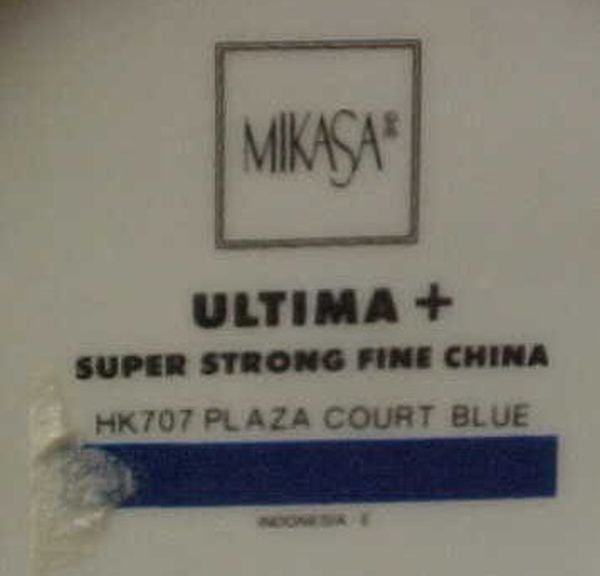 MIKASA®
ULTIMA +
SUPER STRONG FINE CHINA
HK707 PLAZA COURT BLUE
INDONESIA E